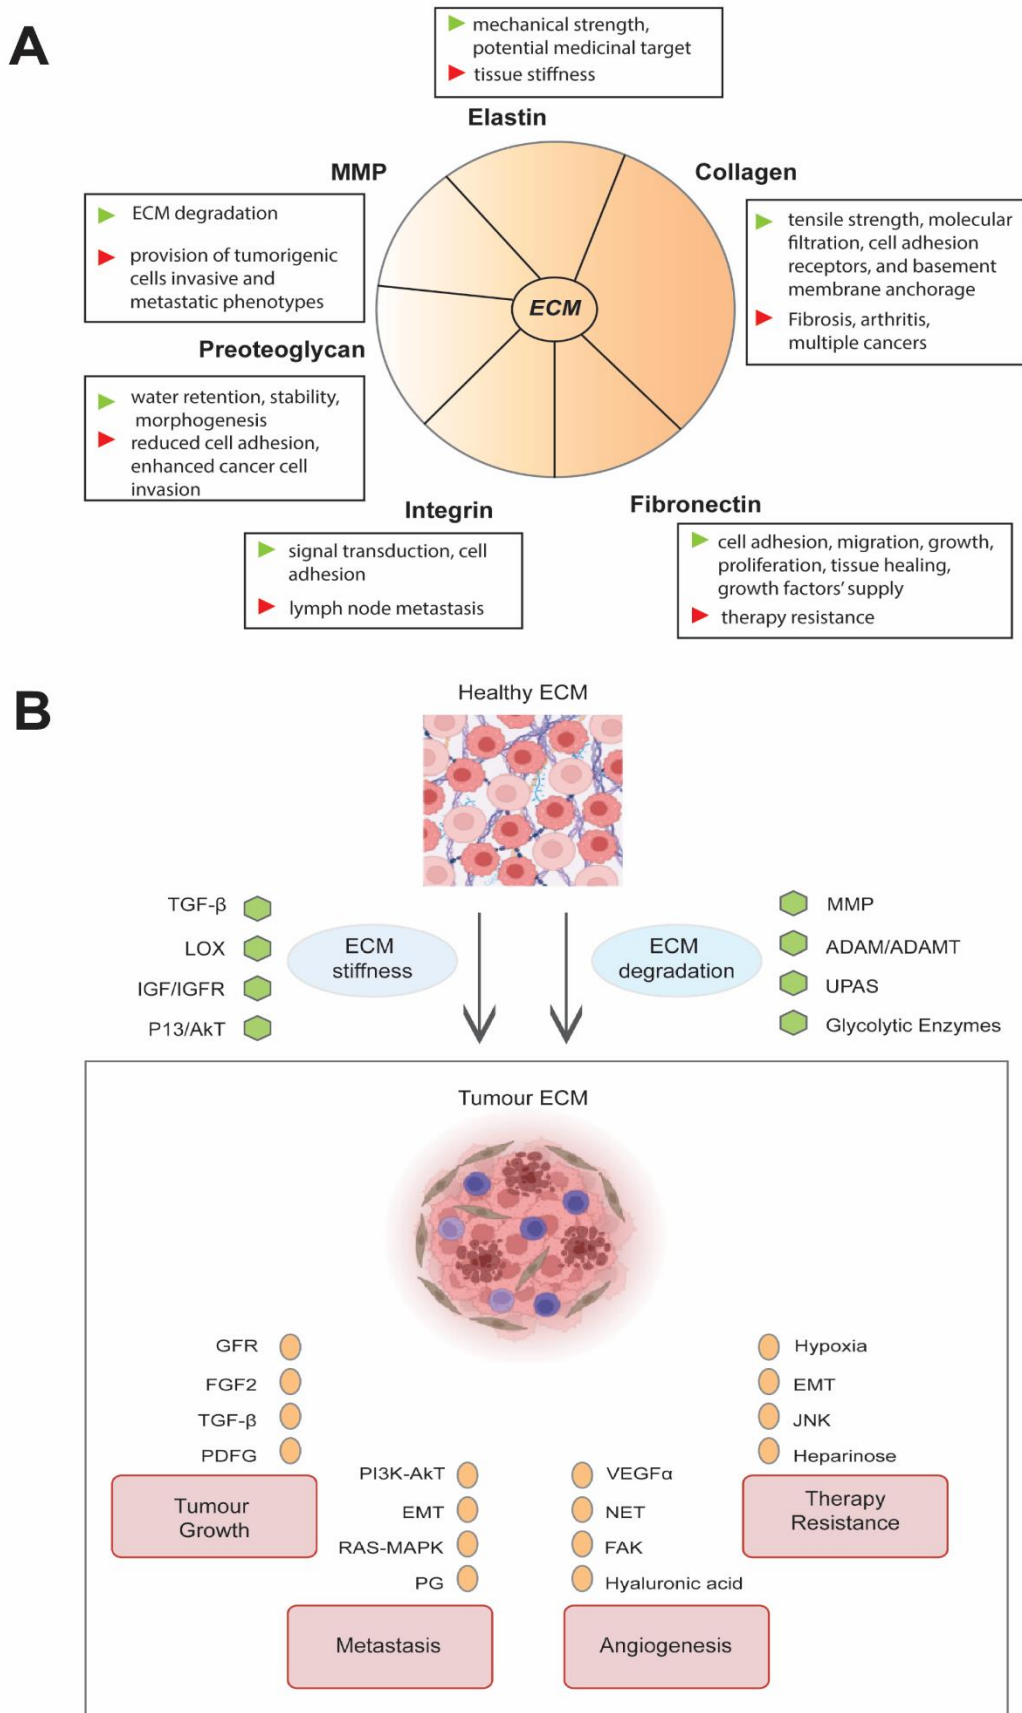 A
mechanical strength,
potential medicinal target
tissue stiffness
Elastin
MMP
Collagen
ECM degradation
provision of tumorigenic
cells invasive and
metastatic phenotypes
tensile strength, molecular
filtration, cell adhesion
receptors, and basement
membrane anchorage
Fibrosis, arthritis,
multiple cancers
ECM
Preoteoglycan
water retention, stability,
morphogenesis
reduced cell adhesion,
enhanced cancer cell
invasion
Integrin
signal transduction, cell
adhesion
lymph node metastasis
Fibronectin
cell adhesion, migration, growth,
proliferation, tissue healing,
growth factors' supply
therapy resistance
B
Healthy ECM
TGF-β
LOX
IGF/IGFR
P13/AkT
ECM
stiffness
ECM
degradation
MMP
ADAM/ADAMT
UPAS
Glycolytic Enzymes
Tumour ECM
GFR
FGF2
TGF-β
PDFG
Tumour
Growth
PI3K-AkT
EMT
RAS-MAPK
PG
Metastasis
VEGFα
NET
FAK
Hyaluronic acid
Angiogenesis
Hypoxia
EMT
JNK
Heparinose
Therapy
Resistance